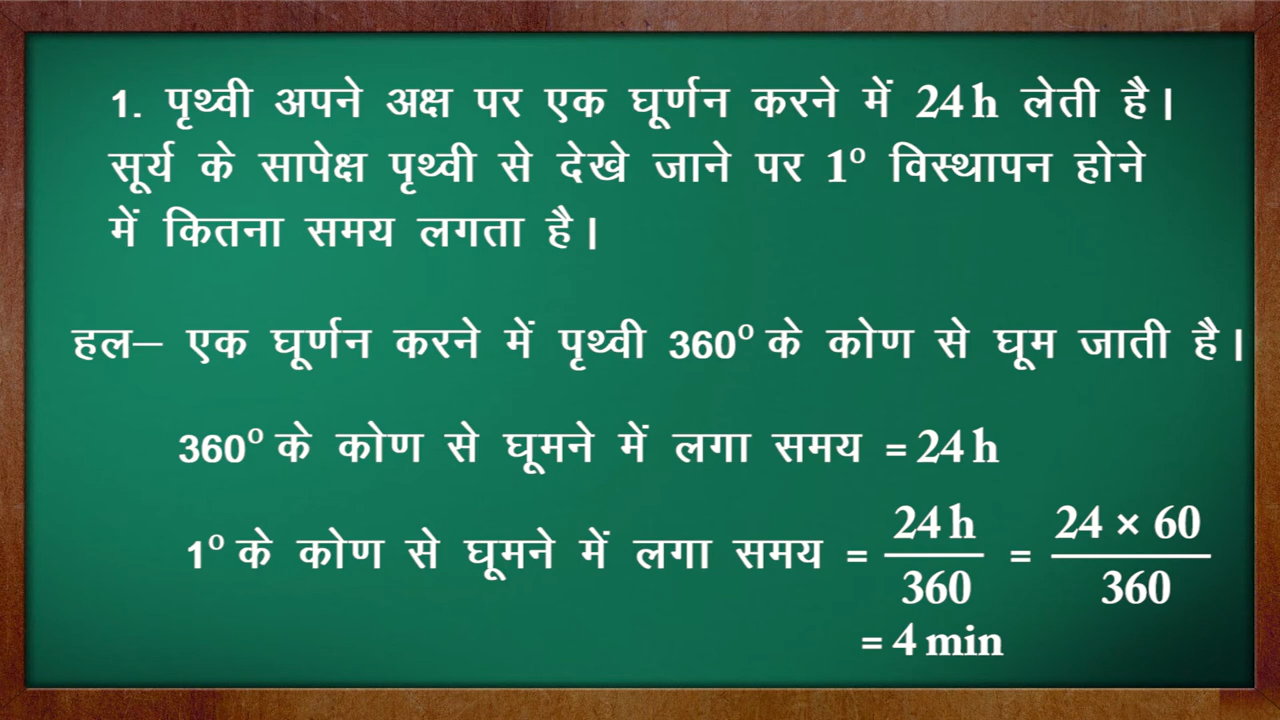 1. पृथ्वी अपने अक्ष पर एक घूर्णन करने में 24 h लेती है।
सूर्य के सापेक्ष पृथ्वी से देखे जाने पर 1° विस्थापन होने
में कितना समय लगता है।
हल– एक घूर्णन करने में पृथ्वी 360° के कोण से घूम जाती है।
360° के कोण से घूमने में लगा समय = 24 h
1° के कोण से घूमने में लगा समय = 24 h / 360 = 24 × 60 / 360
= 4 min